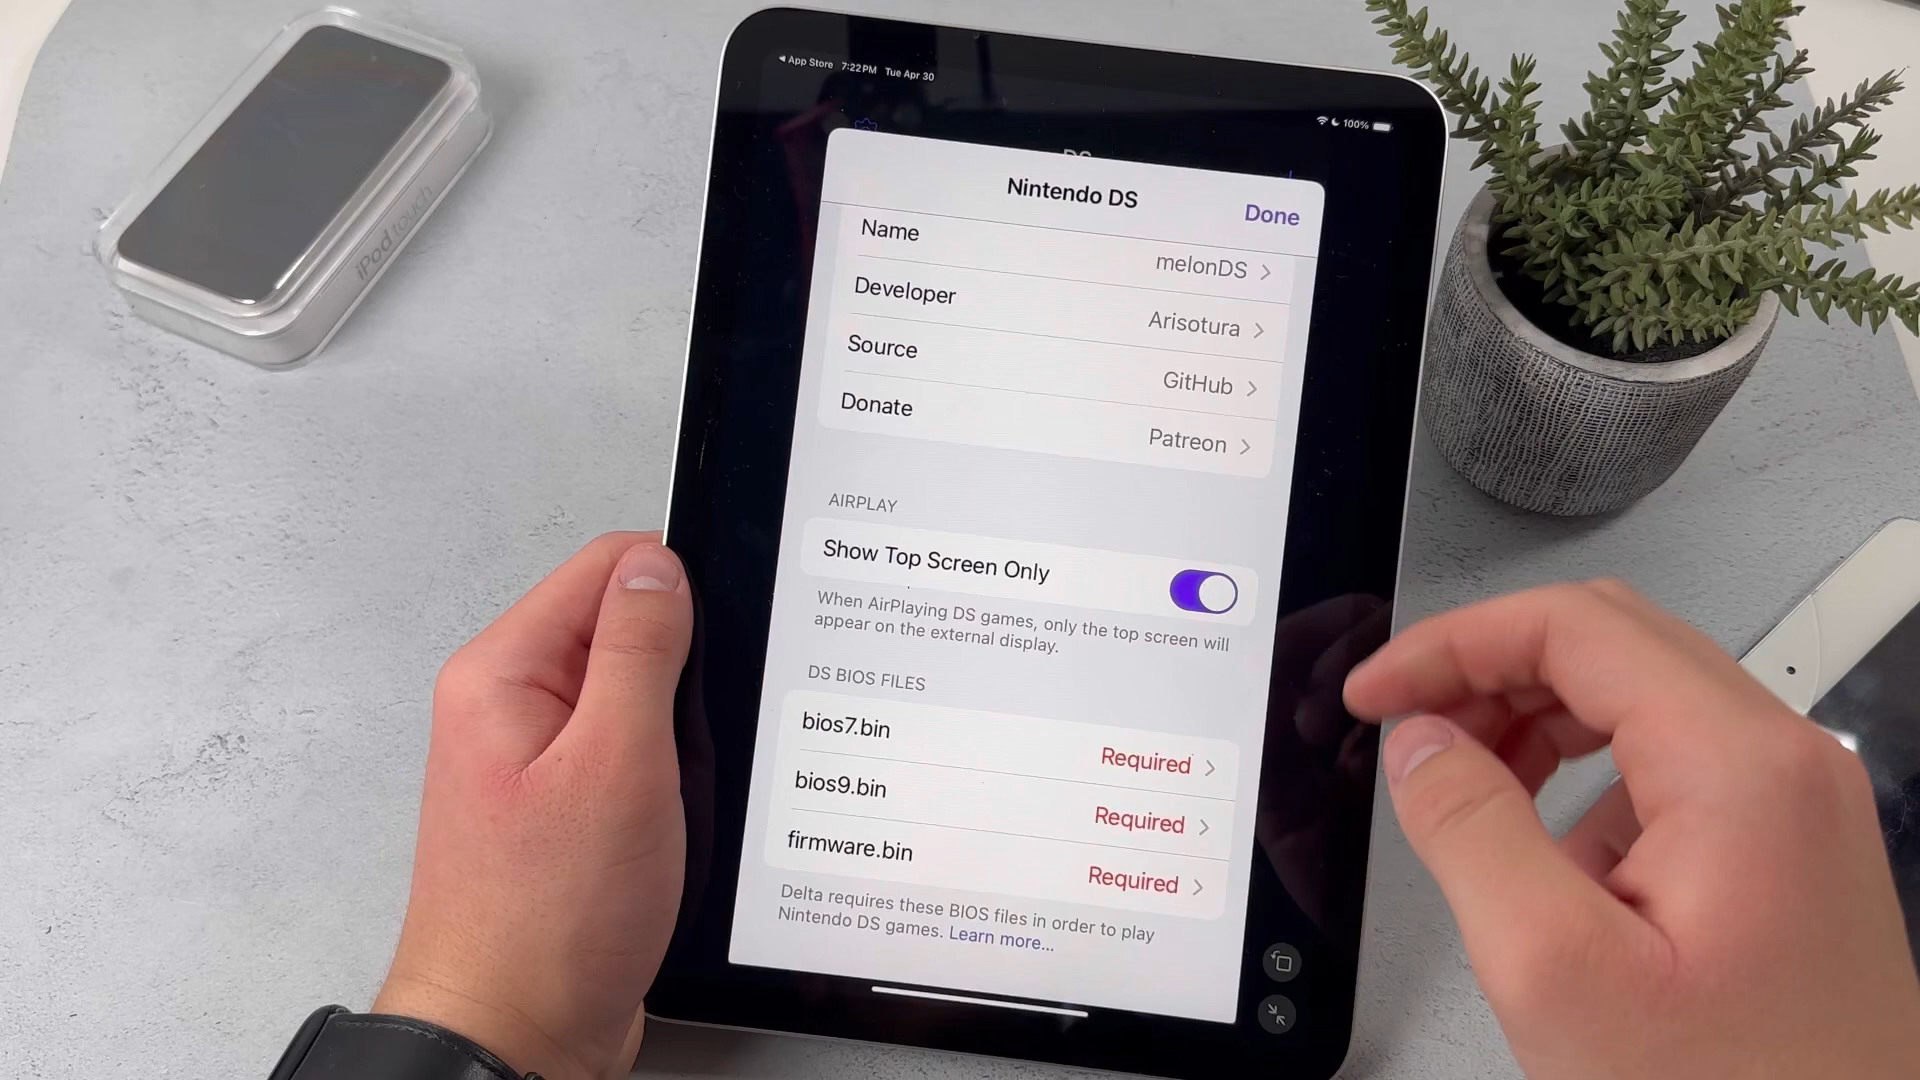 App Store 7:22 PM Tue Apr 30
100%
DS
Nintendo DS
Done
Name
melonDS
Developer
Arisotura
Source
GitHub
Donate
Patreon
AIRPLAY
Show Top Screen Only
When AirPlaying DS games, only the top screen will
appear on the external display.
DS BIOS FILES
bios7.bin
Required
bios9.bin
Required
firmware.bin
Required
Delta requires these BIOS files in order to play
Nintendo DS games. Learn more...
iPod touch